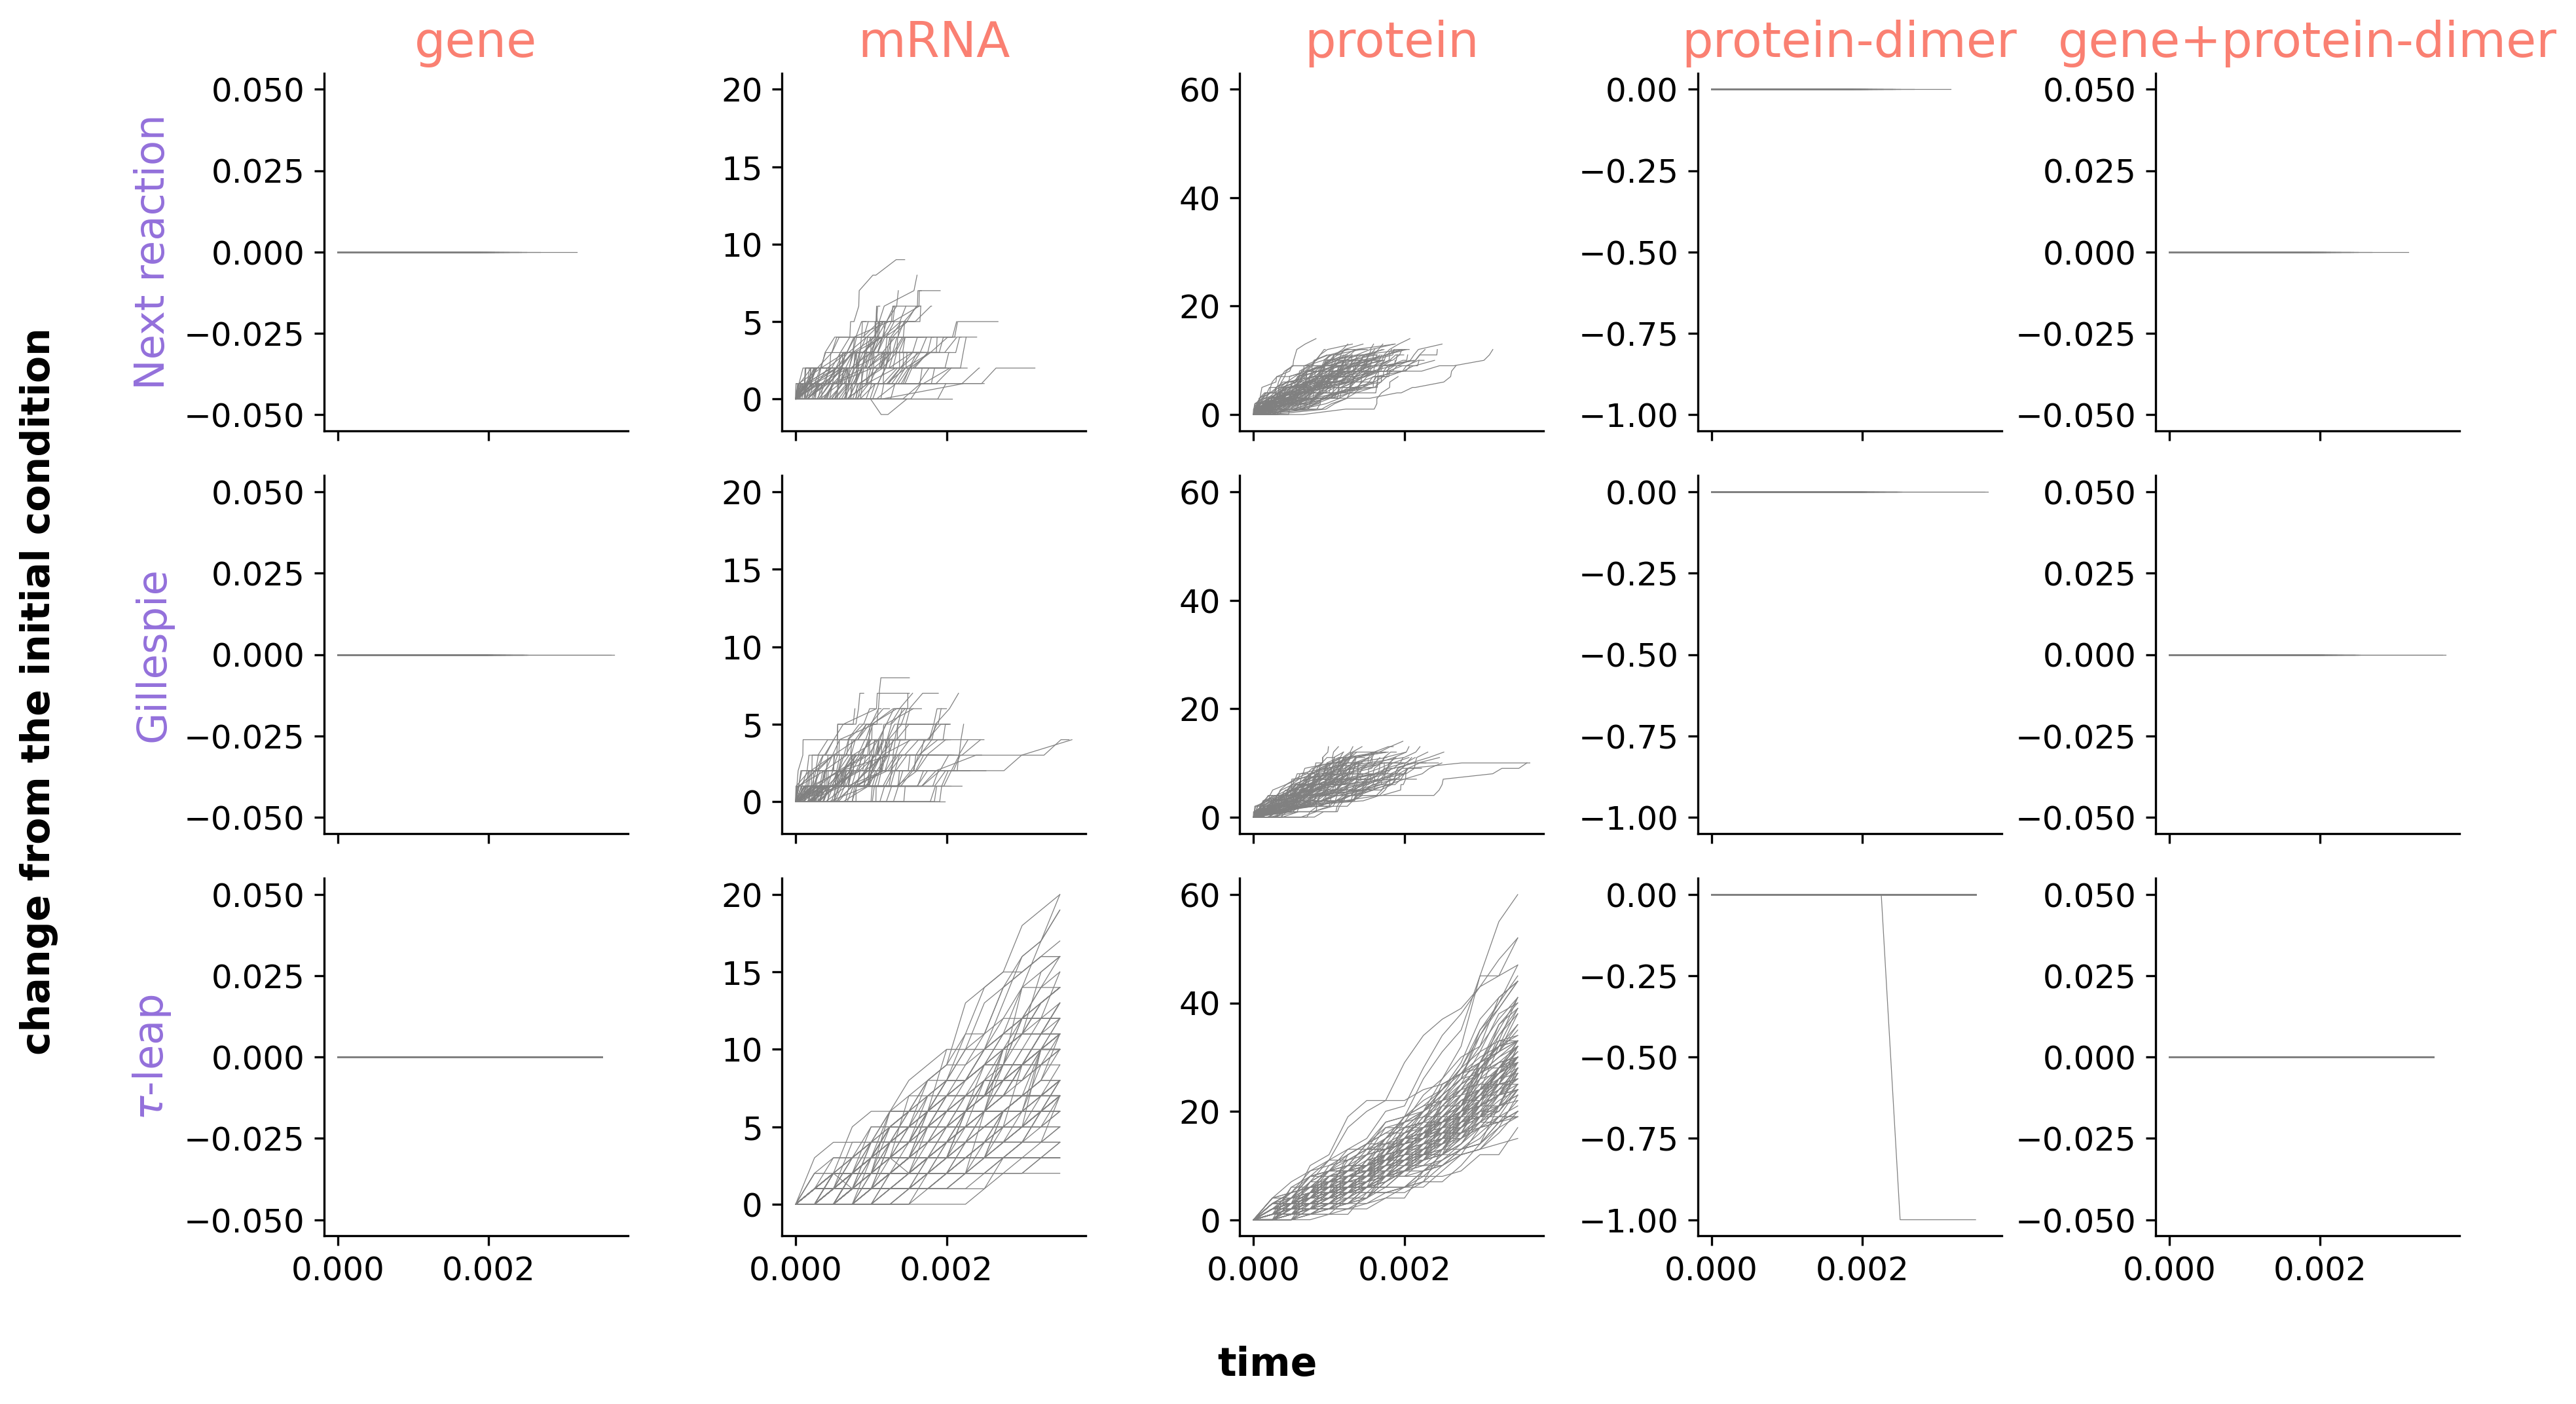 gene mRNA protein protein-dimer gene+protein-dimer
change from the initial condition
Next reaction
0.050 20 60 0.00 0.050
0.025 15 40 −0.25 0.025
0.000 10 20 −0.50 0.000
−0.025 5 0 −0.75 −0.025
−0.050 0 −1.00 −0.050
Gillespie
0.050 20 60 0.00 0.050
0.025 15 40 −0.25 0.025
0.000 10 20 −0.50 0.000
−0.025 5 0 −0.75 −0.025
−0.050 0 −1.00 −0.050
τ-leap
0.050 20 60 0.00 0.050
0.025 15 40 −0.25 0.025
0.000 10 20 −0.50 0.000
−0.025 5 0 −0.75 −0.025
−0.050 0 −1.00 −0.050
0.000 0.002 0.000 0.002 0.000 0.002 0.000 0.002 0.000 0.002
time